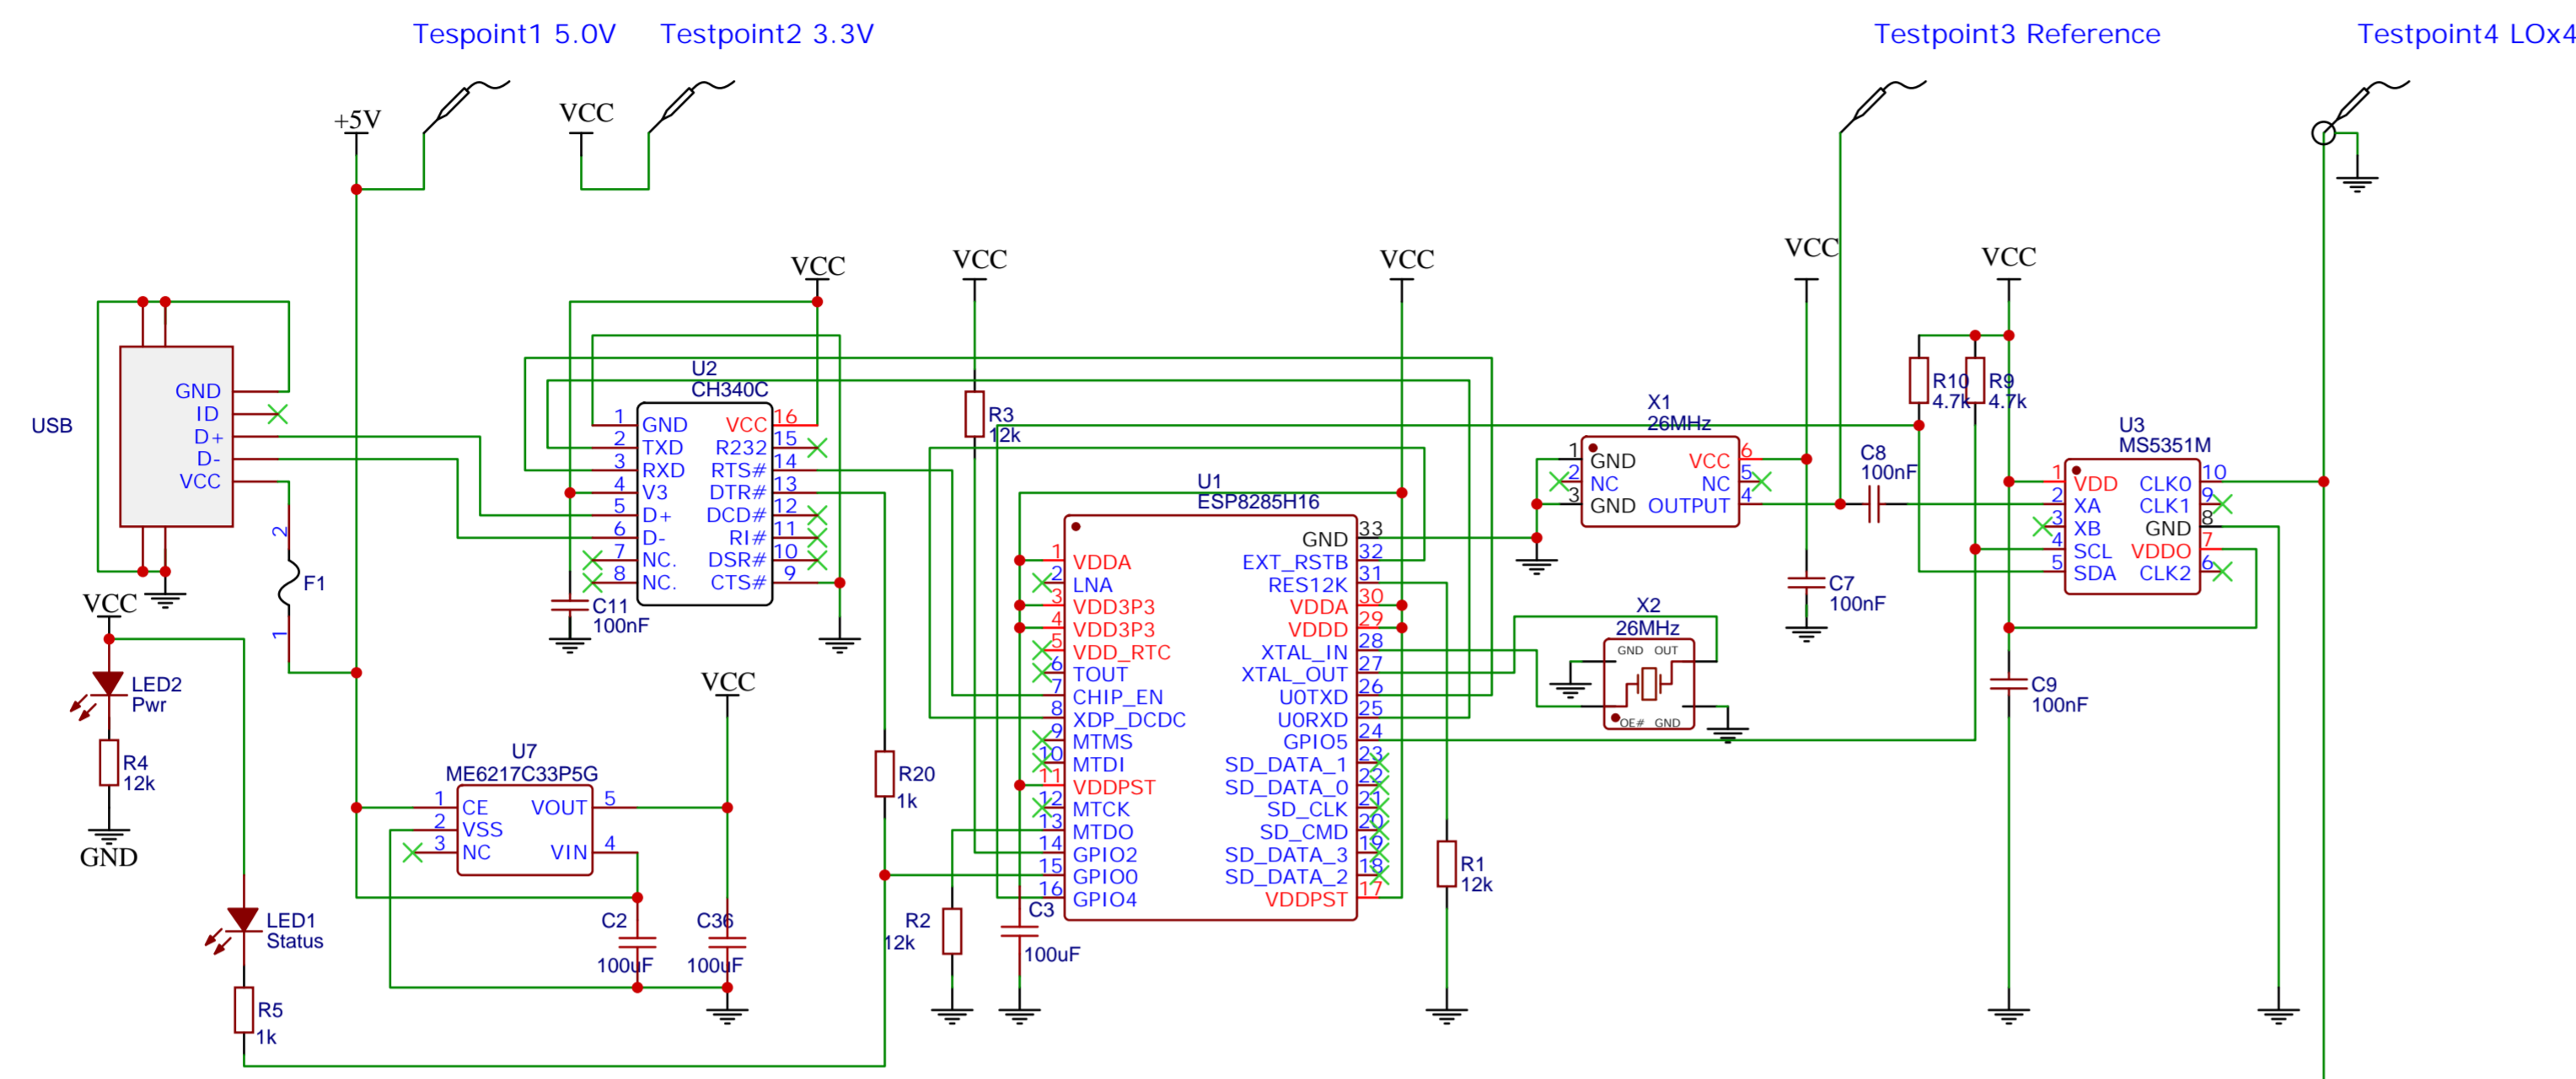 Tespoint1 5.0V
Testpoint2 3.3V
Testpoint3 Reference
Testpoint4 LOx4
+5V
VCC
VCC
VCC
VCC
VCC
VCC
USB
GND
ID
D+
D-
VCC
2
1
F1
VCC
LED2
Pwr
R4
12k
GND
LED1
Status
R5
1k
U2
CH340C
1 GND
2 TXD
3 RXD
4 V3
5 D+
6 D-
7 NC.
8 NC.
VCC 16
R232 15
RTS# 14
DTR# 13
DCD# 12
RI# 11
DSR# 10
CTS# 9
C11
100nF
VCC
U7
ME6217C33P5G
1 CE
2 VSS
3 NC
VOUT 5
VIN 4
C2
100uF
C36
100uF
R20
1k
R3
12k
R2
12k
C3
100uF
U1
ESP8285H16
1 VDDA
2 LNA
3 VDD3P3
4 VDD3P3
5 VDD_RTC
6 TOUT
7 CHIP_EN
8 XDP_DCDC
9 MTMS
10 MTDI
11 VDDPST
12 MTCK
13 MTDO
14 GPIO2
15 GPIO0
16 GPIO4
GND 33
EXT_RSTB 32
RES12K 31
VDDA 30
VDDD 29
XTAL_IN 28
XTAL_OUT 27
U0TXD 26
U0RXD 25
GPIO5 24
SD_DATA_1 23
SD_DATA_0 22
SD_CLK 21
SD_CMD 20
SD_DATA_3 19
SD_DATA_2 18
VDDPST 17
R1
12k
X1
26MHz
1 GND
2 NC
3 GND
VCC 6
NC 5
OUTPUT 4
X2
26MHz
GND OUT
OE# GND
C8
100nF
C7
100nF
R10
4.7k
R9
4.7k
U3
MS5351M
1 VDD
2 XA
3 XB
4 SCL
5 SDA
CLK0 10
CLK1 9
GND 8
VDDO 7
CLK2 6
C9
100nF